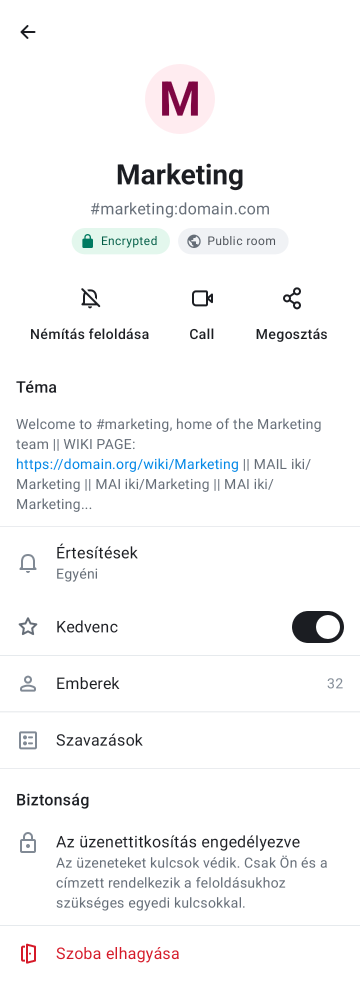 M
Marketing
#marketing:domain.com
Encrypted Public room
Némítás feloldása Call Megosztás
Téma
Welcome to #marketing, home of the Marketing
team || WIKI PAGE:
https://domain.org/wiki/Marketing || MAIL iki/
Marketing || MAI iki/Marketing || MAI iki/
Marketing...
Értesítések
Egyéni
Kedvenc
Emberek 32
Szavazások
Biztonság
Az üzenettitkosítás engedélyezve
Az üzeneteket kulcsok védik. Csak Ön és a
címzett rendelkezik a feloldásukhoz
szükséges egyedi kulcsokkal.
Szoba elhagyása